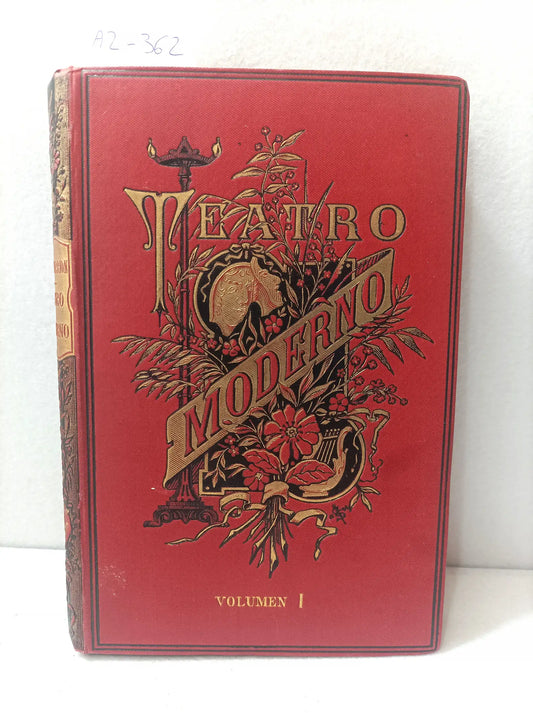 A2-362
TEATRO
MODERNO
VOLUMEN I